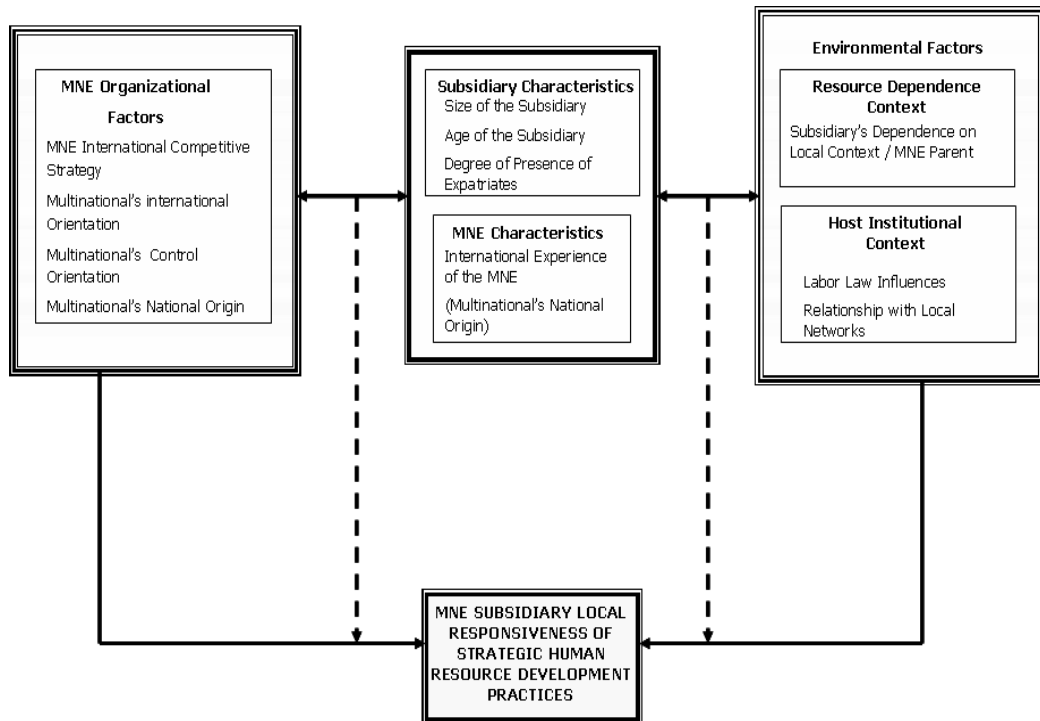 MNE Organizational
Factors
MNE International Competitive
Strategy
Multinational's international
Orientation
Multinational's Control
Orientation
Multinational's National Origin
Subsidiary Characteristics
Size of the Subsidiary
Age of the Subsidiary
Degree of Presence of
Expatriates
MNE Characteristics
International Experience
of the MNE
(Multinational's National
Origin)
Environmental Factors
Resource Dependence
Context
Subsidiary's Dependence on
Local Context / MNE Parent
Host Institutional
Context
Labor Law Influences
Relationship with Local
Networks
MNE SUBSIDIARY LOCAL
RESPONSIVENESS OF
STRATEGIC HUMAN
RESOURCE DEVELOPMENT
PRACTICES